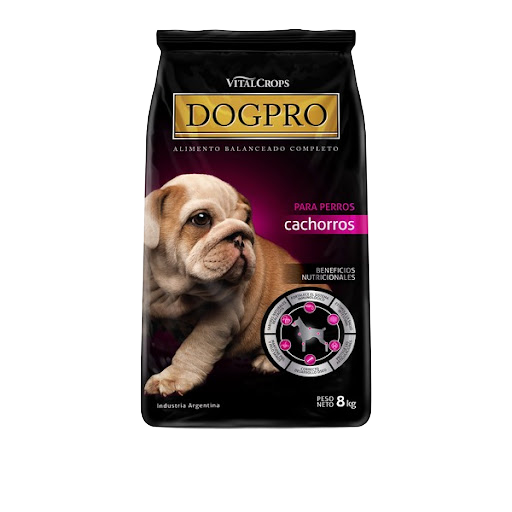 VITALCROPS
DOGPRO
ALIMENTO BALANCEADO COMPLETO
PARA PERROS
cachorros
BENEFICIOS
NUTRICIONALES
Industria Argentina
PESO
NETO 8 kg